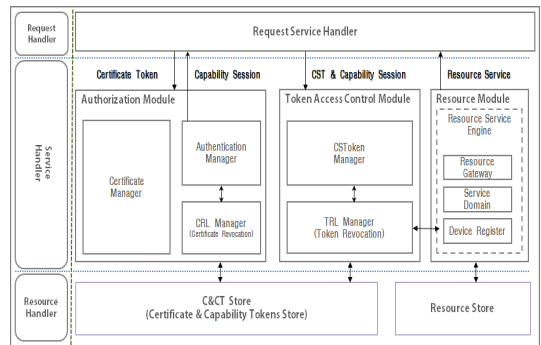 Request
Handler
Request Service Handler
Certificate Token
Capability Session
CST & Capability Session
Resource Service
Service
Handler
Authorization Module
Certificate
Manager
Authentication
Manager
CRL Manager
(Certificate Revocation)
Token Access Control Module
CSToken
Manager
TRL Manager
(Token Revocation)
Resource Module
Resource Service
Engine
Resource
Gateway
Service
Domain
Device Register
Resource
Handler
C&CT Store
(Certificate & Capability Tokens Store)
Resource Store